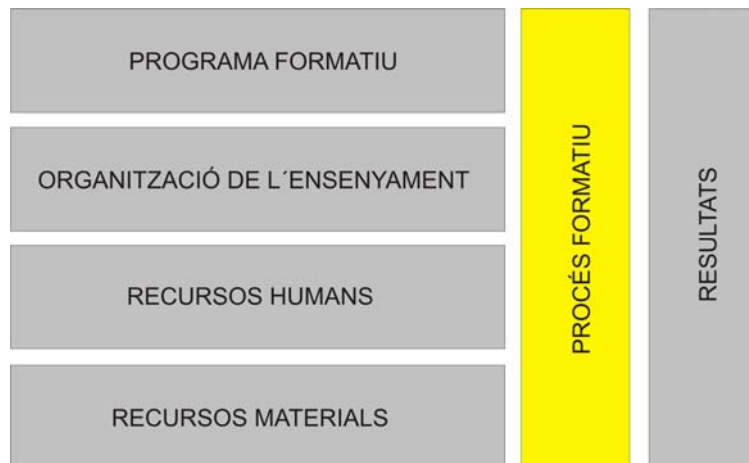 PROGRAMA FORMATIU
ORGANITZACIÓ DE L´ENSENYAMENT
RECURSOS HUMANS
RECURSOS MATERIALS
PROCÉS FORMATIU
RESULTATS